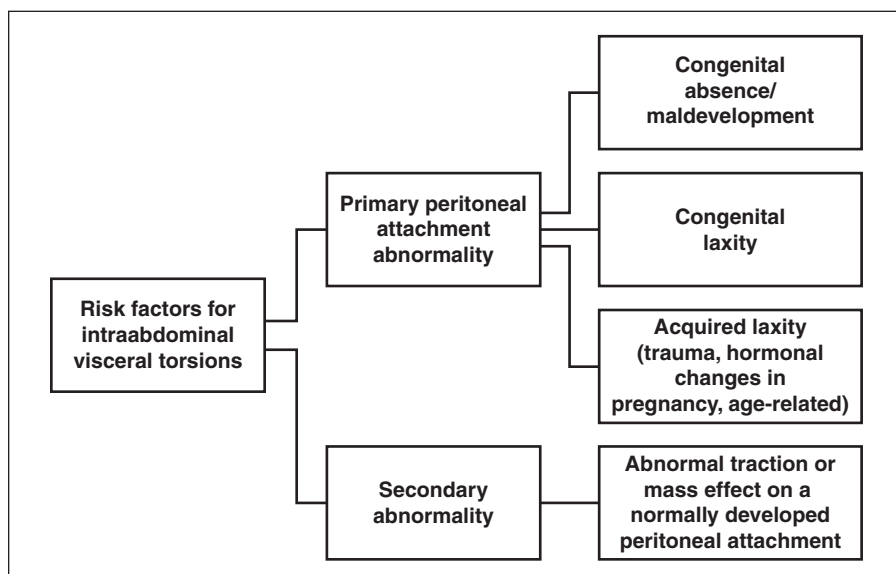 Congenital
absence/
maldevelopment
Primary peritoneal
attachment
abnormality
Congenital
laxity
Risk factors for
intraabdominal
visceral torsions
Acquired laxity
(trauma, hormonal
changes in
pregnancy, age-related)
Secondary
abnormality
Abnormal traction or
mass effect on a
normally developed
peritoneal attachment